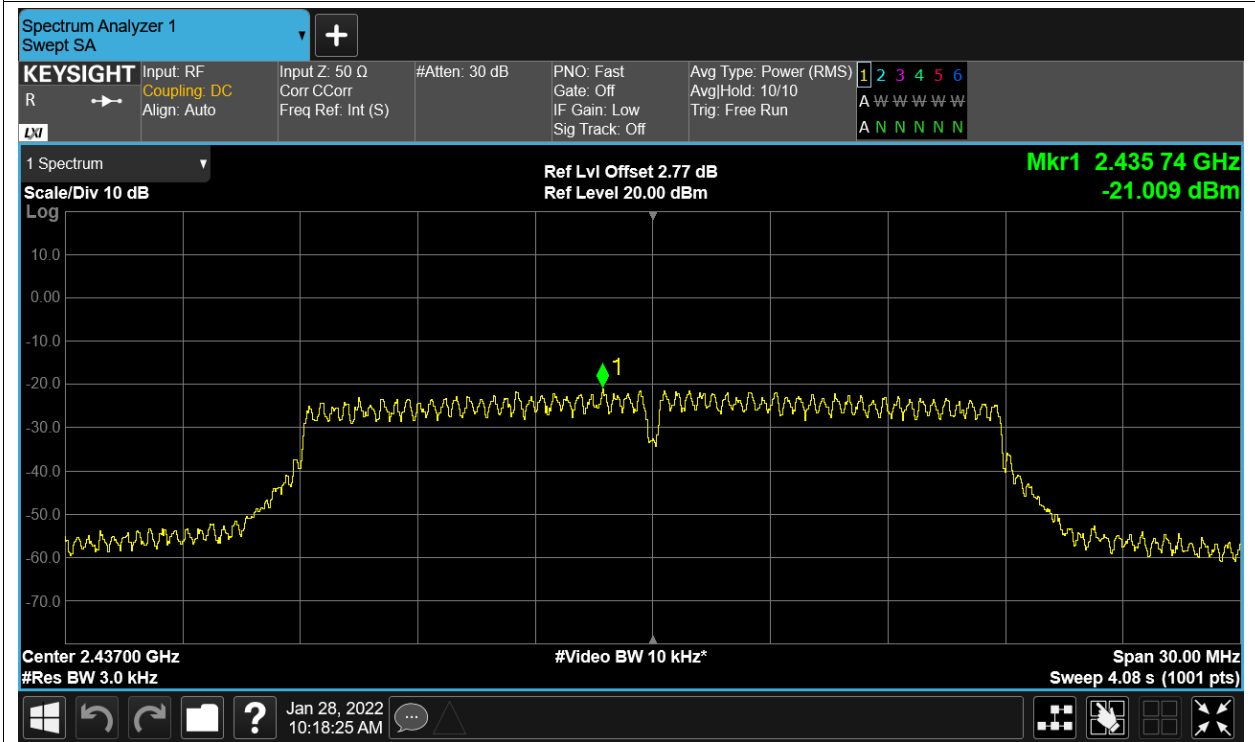 Spectrum Analyzer 1
Swept SA
+
KEYSIGHT
R
LXI
Input: RF
Coupling: DC
Align: Auto
Input Z: 50 Ω
Corr CCorr
Freq Ref: Int (S)
#Atten: 30 dB
PNO: Fast
Gate: Off
IF Gain: Low
Sig Track: Off
Avg Type: Power (RMS)
Avg|Hold: 10/10
Trig: Free Run
1 2 3 4 5 6
A W W W W W
A N N N N N
1 Spectrum
Scale/Div 10 dB
Log
Ref Lvl Offset 2.77 dB
Ref Level 20.00 dBm
Mkr1 2.435 74 GHz
-21.009 dBm
10.0
0.00
-10.0
1
-20.0
-30.0
-40.0
-50.0
-60.0
-70.0
Center 2.43700 GHz
#Res BW 3.0 kHz
#Video BW 10 kHz*
Span 30.00 MHz
Sweep 4.08 s (1001 pts)
?
Jan 28, 2022
10:18:25 AM